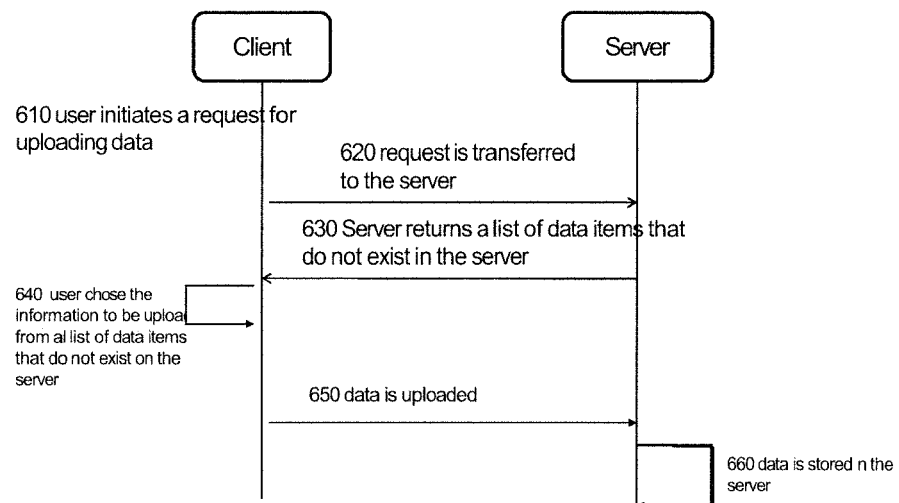 Client
Server
610 user initiates a request for
uploading data
620 request is transferred
to the server
630 Server returns a list of data items that
do not exist in the server
640 user chose the
information to be uploa
from al list of data items
that do not exist on the
server
650 data is uploaded
660 data is stored n the
server